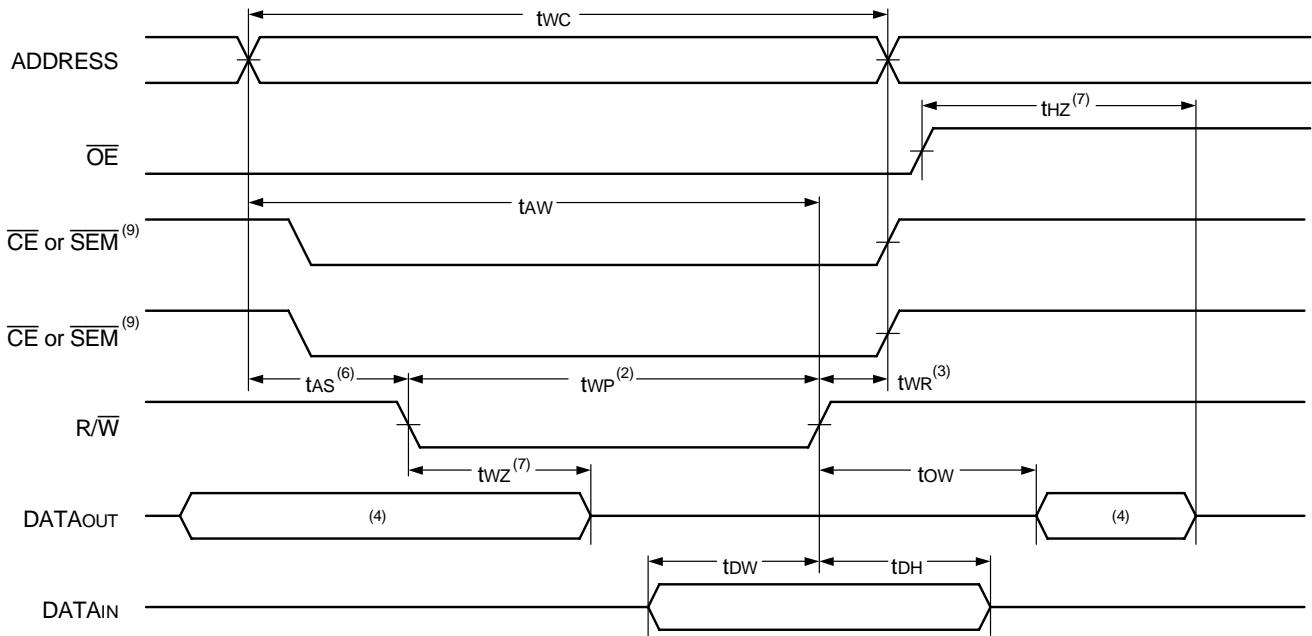 tWC
ADDRESS
tHZ(7)
OE
tAW
CE or SEM(9)
CE or SEM(9)
tAS(6) tWP(2) tWR(3)
R/W
tWZ(7) tOW
DATAOUT (4) (4)
tDW tDH
DATAIN